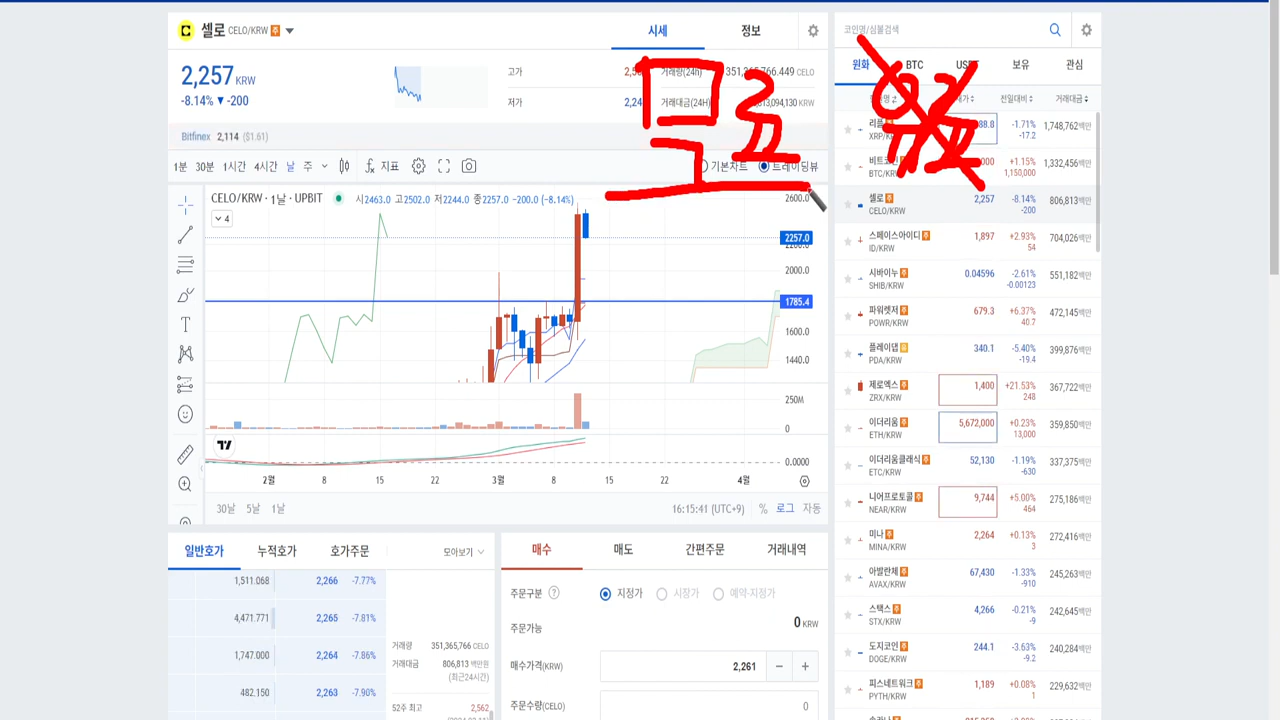 셀로 CELO/KRW
시세
정보
2,257 KRW
-8.14% ▼ -200
고가
저가
거래량(24h)
351,365,766.449 CELO
거래대금(24H)
813,094,130 KRW
Bitfinex 2,114 ($1.61)
1분 30분 1시간 4시간 날 주
지표
기본차트 트레이딩뷰
CELO/KRW · 1날 · UPBIT 시2463.0 고2502.0 저2244.0 종2257.0 -200.0 (-8.14%)
4
2600.0
2257.0
2000.0
1785.4
1600.0
1440.0
250M
0
0.0000
2월 8 15 22 3월 8 15 22 4월
30날 5날 1날
16:15:41 (UTC+9) % 로그 자동
일반호가 누적호가 호가주문 모아보기
1,511.068 2,266 -7.77%
4,471.771 2,265 -7.81%
1,747.000 2,264 -7.86%
482.150 2,263 -7.90%
거래량 351,365,766 CELO
거래대금 806,813 백만원
(최근24시간)
52주 최고 2,562
매수 매도 간편주문 거래내역
주문구분 지정가 시장가 예약-지정가
주문가능 0 KRW
매수가격(KRW) 2,261 − +
주문수량(CELO) 0
코인명/심볼검색
원화 BTC USDT 보유 관심
전일대비 거래대금
리플 -1.71% 1,748,762백만
XRP/KRW -17.2
비트코인 +1.15% 1,332,456백만
BTC/KRW 1,150,000
셀로 2,257 -8.14% 806,813백만
CELO/KRW -200
스페이스아이디 1,897 +2.93% 704,026백만
ID/KRW 54
시바이누 0.04596 -2.61% 551,182백만
SHIB/KRW -0.00123
파워렛저 679.3 +6.37% 472,145백만
POWR/KRW 40.7
플레이댑 340.1 -5.40% 399,876백만
PDA/KRW -19.4
제로엑스 1,400 +21.53% 367,722백만
ZRX/KRW 248
이더리움 5,672,000 +0.23% 359,850백만
ETH/KRW 13,000
이더리움클래식 52,130 -1.19% 337,375백만
ETC/KRW -630
니어프로토콜 9,744 +5.00% 275,186백만
NEAR/KRW 464
미나 2,264 +0.13% 272,416백만
MINA/KRW 3
아발란체 67,430 -1.33% 245,263백만
AVAX/KRW -910
스택스 4,266 -0.21% 242,645백만
STX/KRW -9
도지코인 244.1 -3.63% 240,284백만
DOGE/KRW -9.2
피스네트워크 1,189 +0.08% 229,632백만
PYTH/KRW 1